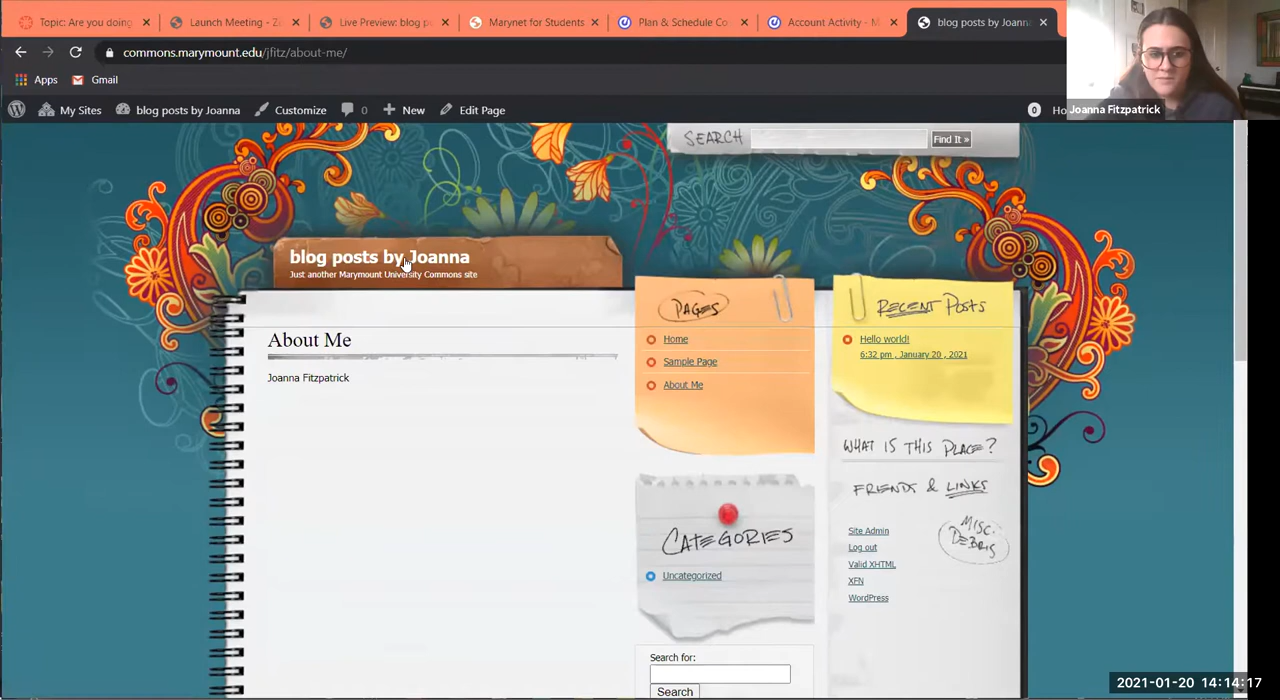 Topic: Are you doing
Launch Meeting - Z
Live Preview: blog p
Marynet for Students
Plan & Schedule Co
Account Activity - M
blog posts by Joann
commons.marymount.edu/jfitz/about-me/
Apps
Gmail
Joanna Fitzpatrick
My Sites
blog posts by Joanna
Customize
0
New
Edit Page
0
Ho
SEARCH
Find It »
blog posts by Joanna
Just another Marymount University Commons site
About Me
Joanna Fitzpatrick
PAGES
Home
Sample Page
About Me
RECENT POSTS
Hello world!
6:32 pm , January 20 , 2021
WHAT IS THIS PLACE?
FRIENDS & LINKS
MISC.
DEBRIS
Site Admin
Log out
Valid XHTML
XFN
WordPress
CATEGORIES
Uncategorized
Search for:
Search
2021-01-20 14:14:17